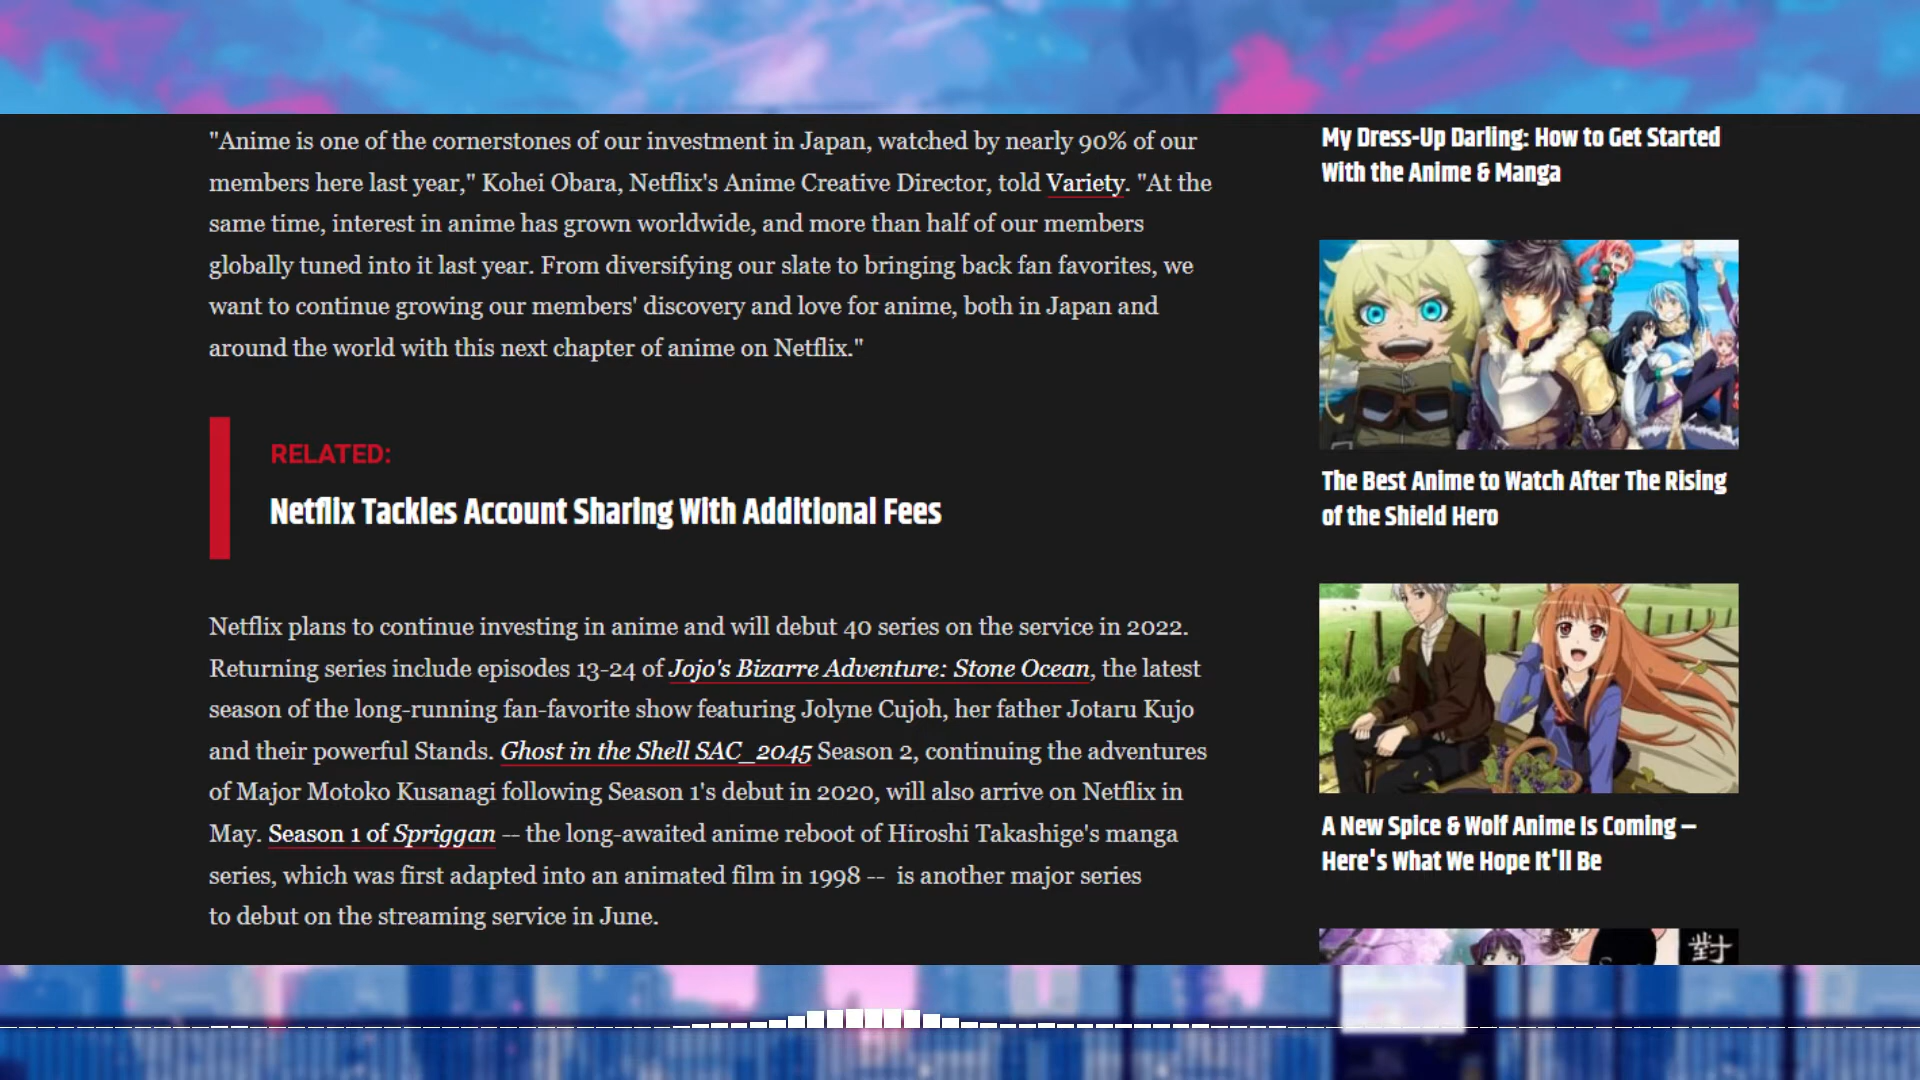 "Anime is one of the cornerstones of our investment in Japan, watched by nearly 90% of our
members here last year," Kohei Obara, Netflix's Anime Creative Director, told Variety. "At the
same time, interest in anime has grown worldwide, and more than half of our members
globally tuned into it last year. From diversifying our slate to bringing back fan favorites, we
want to continue growing our members' discovery and love for anime, both in Japan and
around the world with this next chapter of anime on Netflix."
RELATED:
Netflix Tackles Account Sharing With Additional Fees
Netflix plans to continue investing in anime and will debut 40 series on the service in 2022.
Returning series include episodes 13-24 of Jojo's Bizarre Adventure: Stone Ocean, the latest
season of the long-running fan-favorite show featuring Jolyne Cujoh, her father Jotaru Kujo
and their powerful Stands. Ghost in the Shell SAC_2045 Season 2, continuing the adventures
of Major Motoko Kusanagi following Season 1's debut in 2020, will also arrive on Netflix in
May. Season 1 of Spriggan -- the long-awaited anime reboot of Hiroshi Takashige's manga
series, which was first adapted into an animated film in 1998 --  is another major series
to debut on the streaming service in June.
My Dress-Up Darling: How to Get Started
With the Anime & Manga
The Best Anime to Watch After The Rising
of the Shield Hero
A New Spice & Wolf Anime Is Coming –
Here's What We Hope It'll Be
對